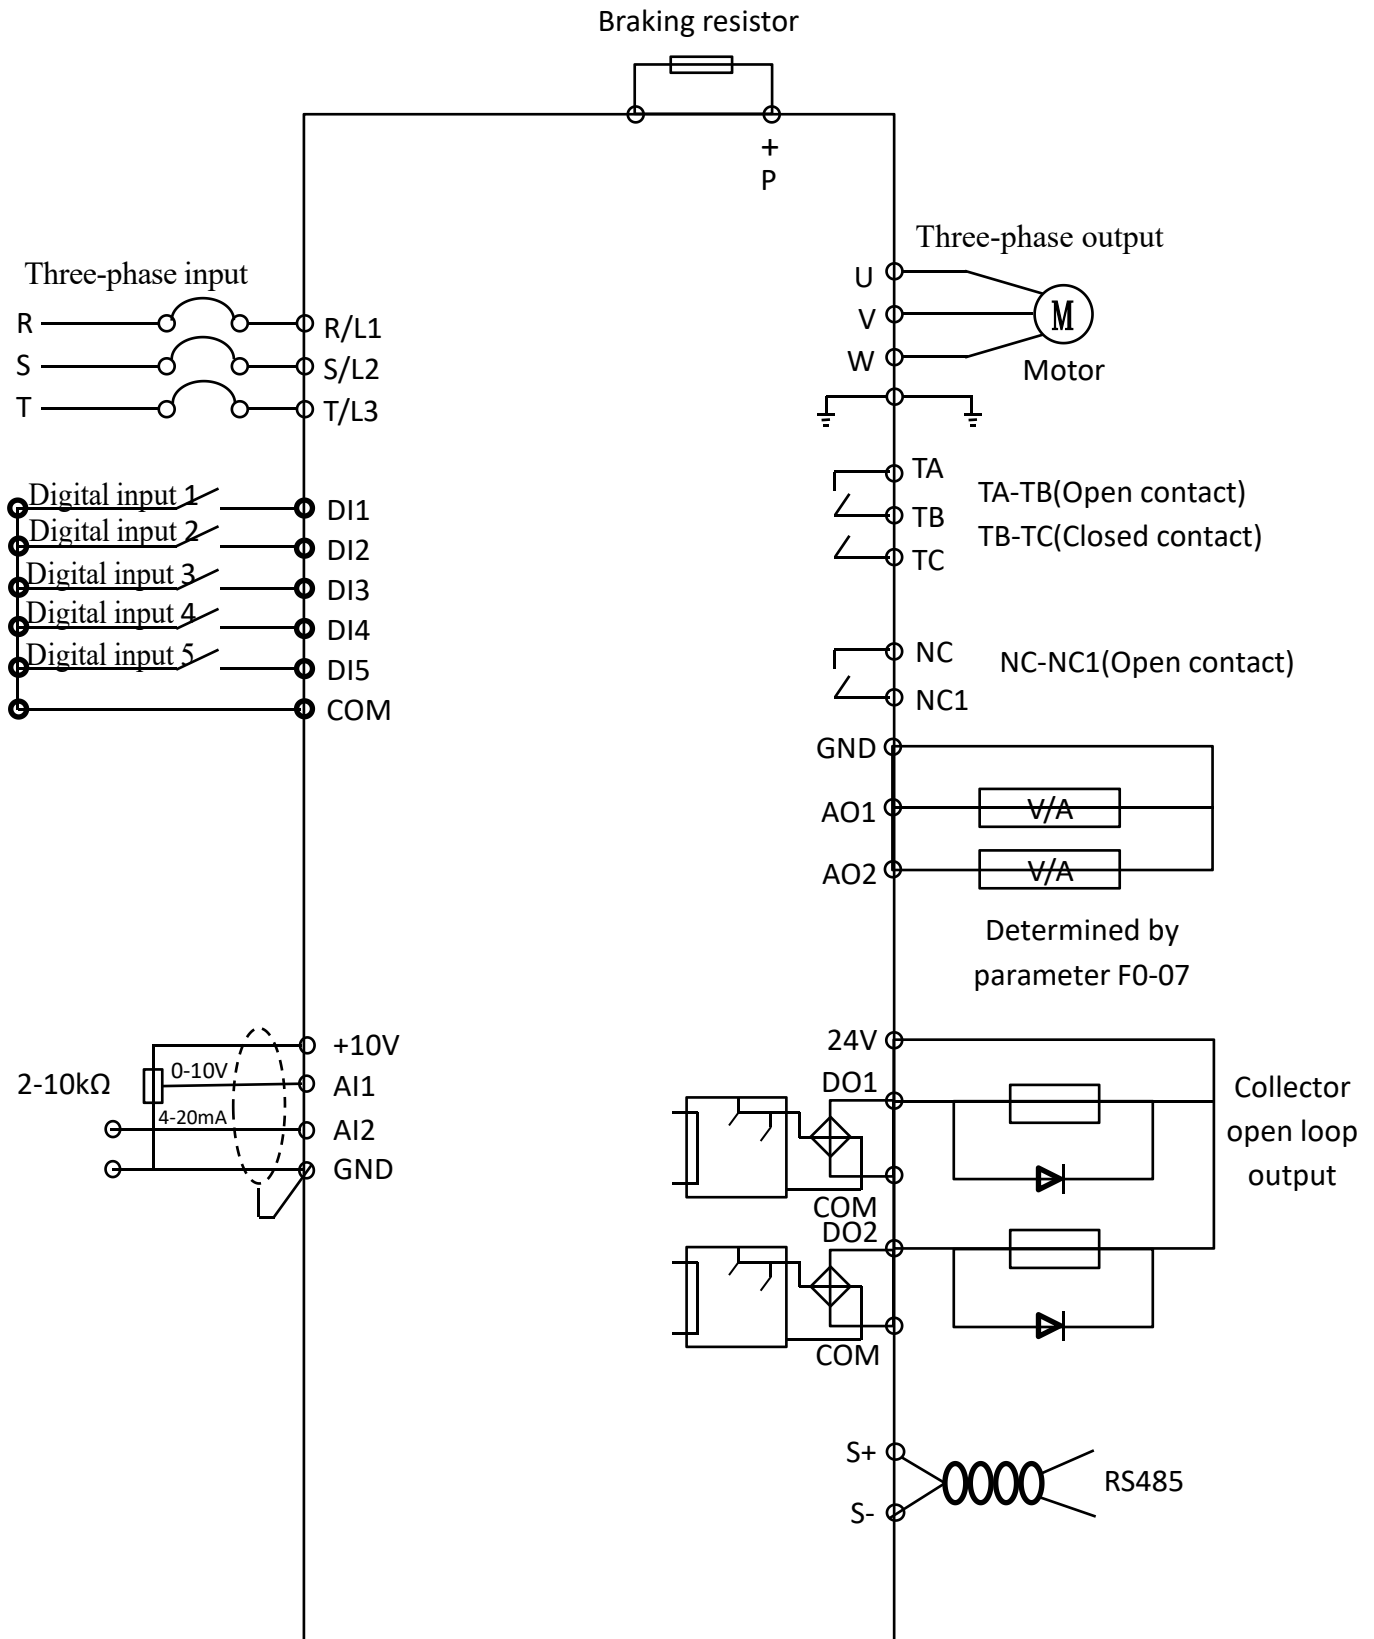 Braking resistor
+
P
Three-phase input
R
S
T
R/L1
S/L2
T/L3
Three-phase output
U
V
W
M
Motor
Digital input 1
Digital input 2
Digital input 3
Digital input 4
Digital input 5
DI1
DI2
DI3
DI4
DI5
COM
TA
TB
TC
TA-TB(Open contact)
TB-TC(Closed contact)
NC
NC1
NC-NC1(Open contact)
GND
AO1
AO2
V/A
V/A
Determined by
parameter F0-07
2-10kΩ
0-10V
4-20mA
+10V
AI1
AI2
GND
24V
DO1
COM
DO2
COM
Collector
open loop
output
S+
S-
RS485